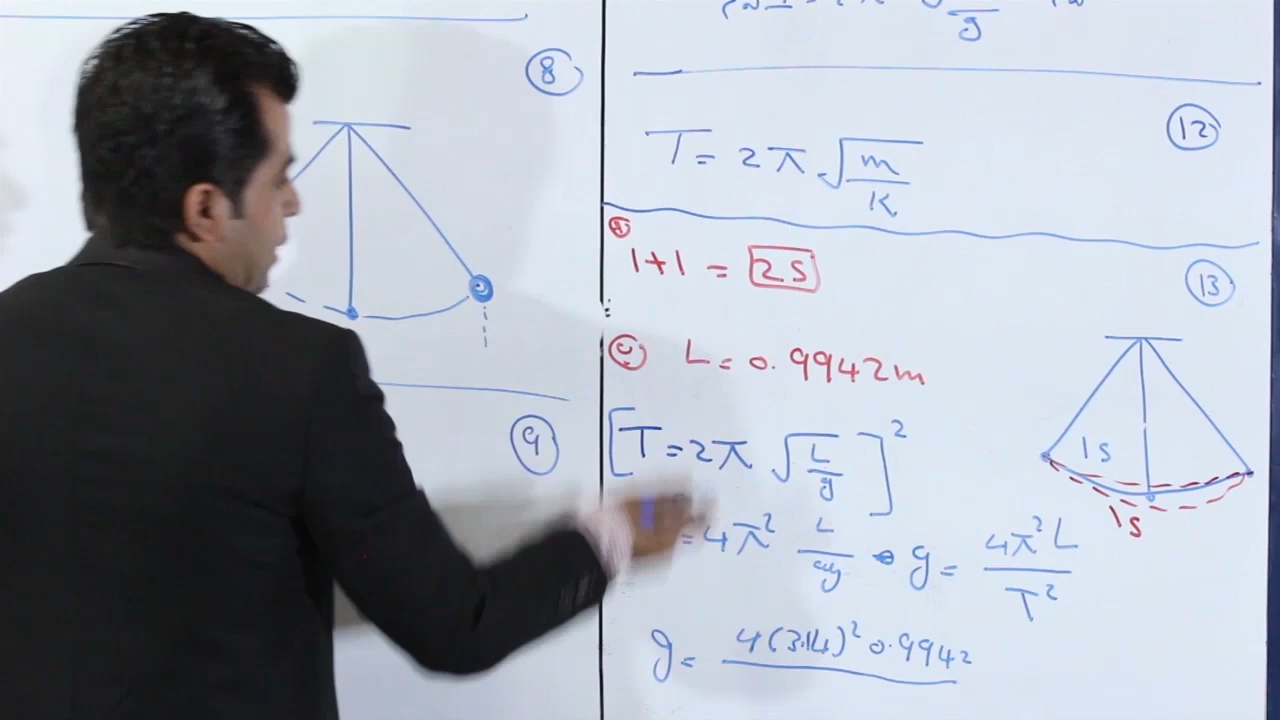 8
9
12
T = 2π √(m/K)
13
1+1 = 2S
L = 0.9942m
[T = 2π √(L/g)]²
= 4π² L/g g = 4π²L/T²
g = 4(3.14)² 0.9942
1s
1s